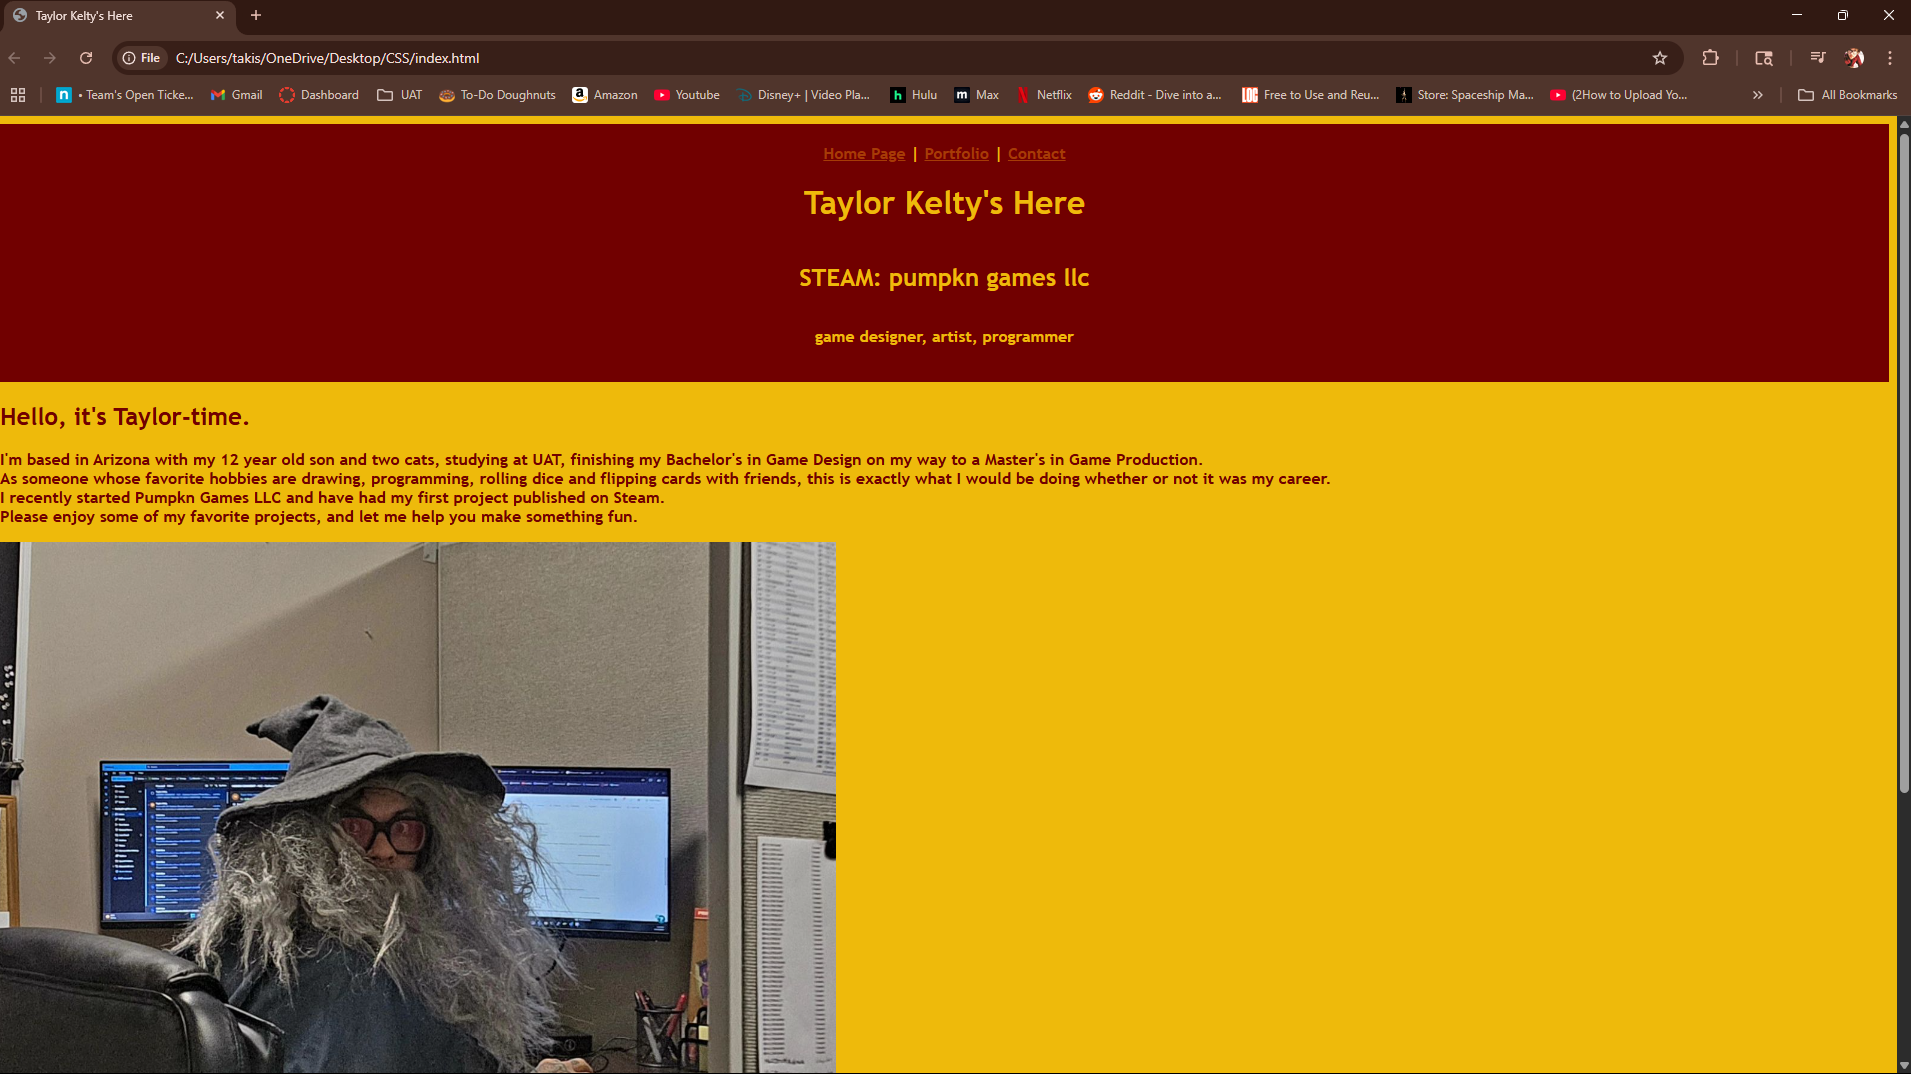 Taylor Kelty's Here
File C:/Users/takis/OneDrive/Desktop/CSS/index.html
• Team's Open Ticke... Gmail Dashboard UAT To-Do Doughnuts Amazon Youtube Disney+ | Video Pla... Hulu Max Netflix Reddit - Dive into a... Free to Use and Reu... Store: Spaceship Ma... (2How to Upload Yo... All Bookmarks
Home Page | Portfolio | Contact
Taylor Kelty's Here
STEAM: pumpkn games llc
game designer, artist, programmer
Hello, it's Taylor-time.
I'm based in Arizona with my 12 year old son and two cats, studying at UAT, finishing my Bachelor's in Game Design on my way to a Master's in Game Production.
As someone whose favorite hobbies are drawing, programming, rolling dice and flipping cards with friends, this is exactly what I would be doing whether or not it was my career.
I recently started Pumpkn Games LLC and have had my first project published on Steam.
Please enjoy some of my favorite projects, and let me help you make something fun.